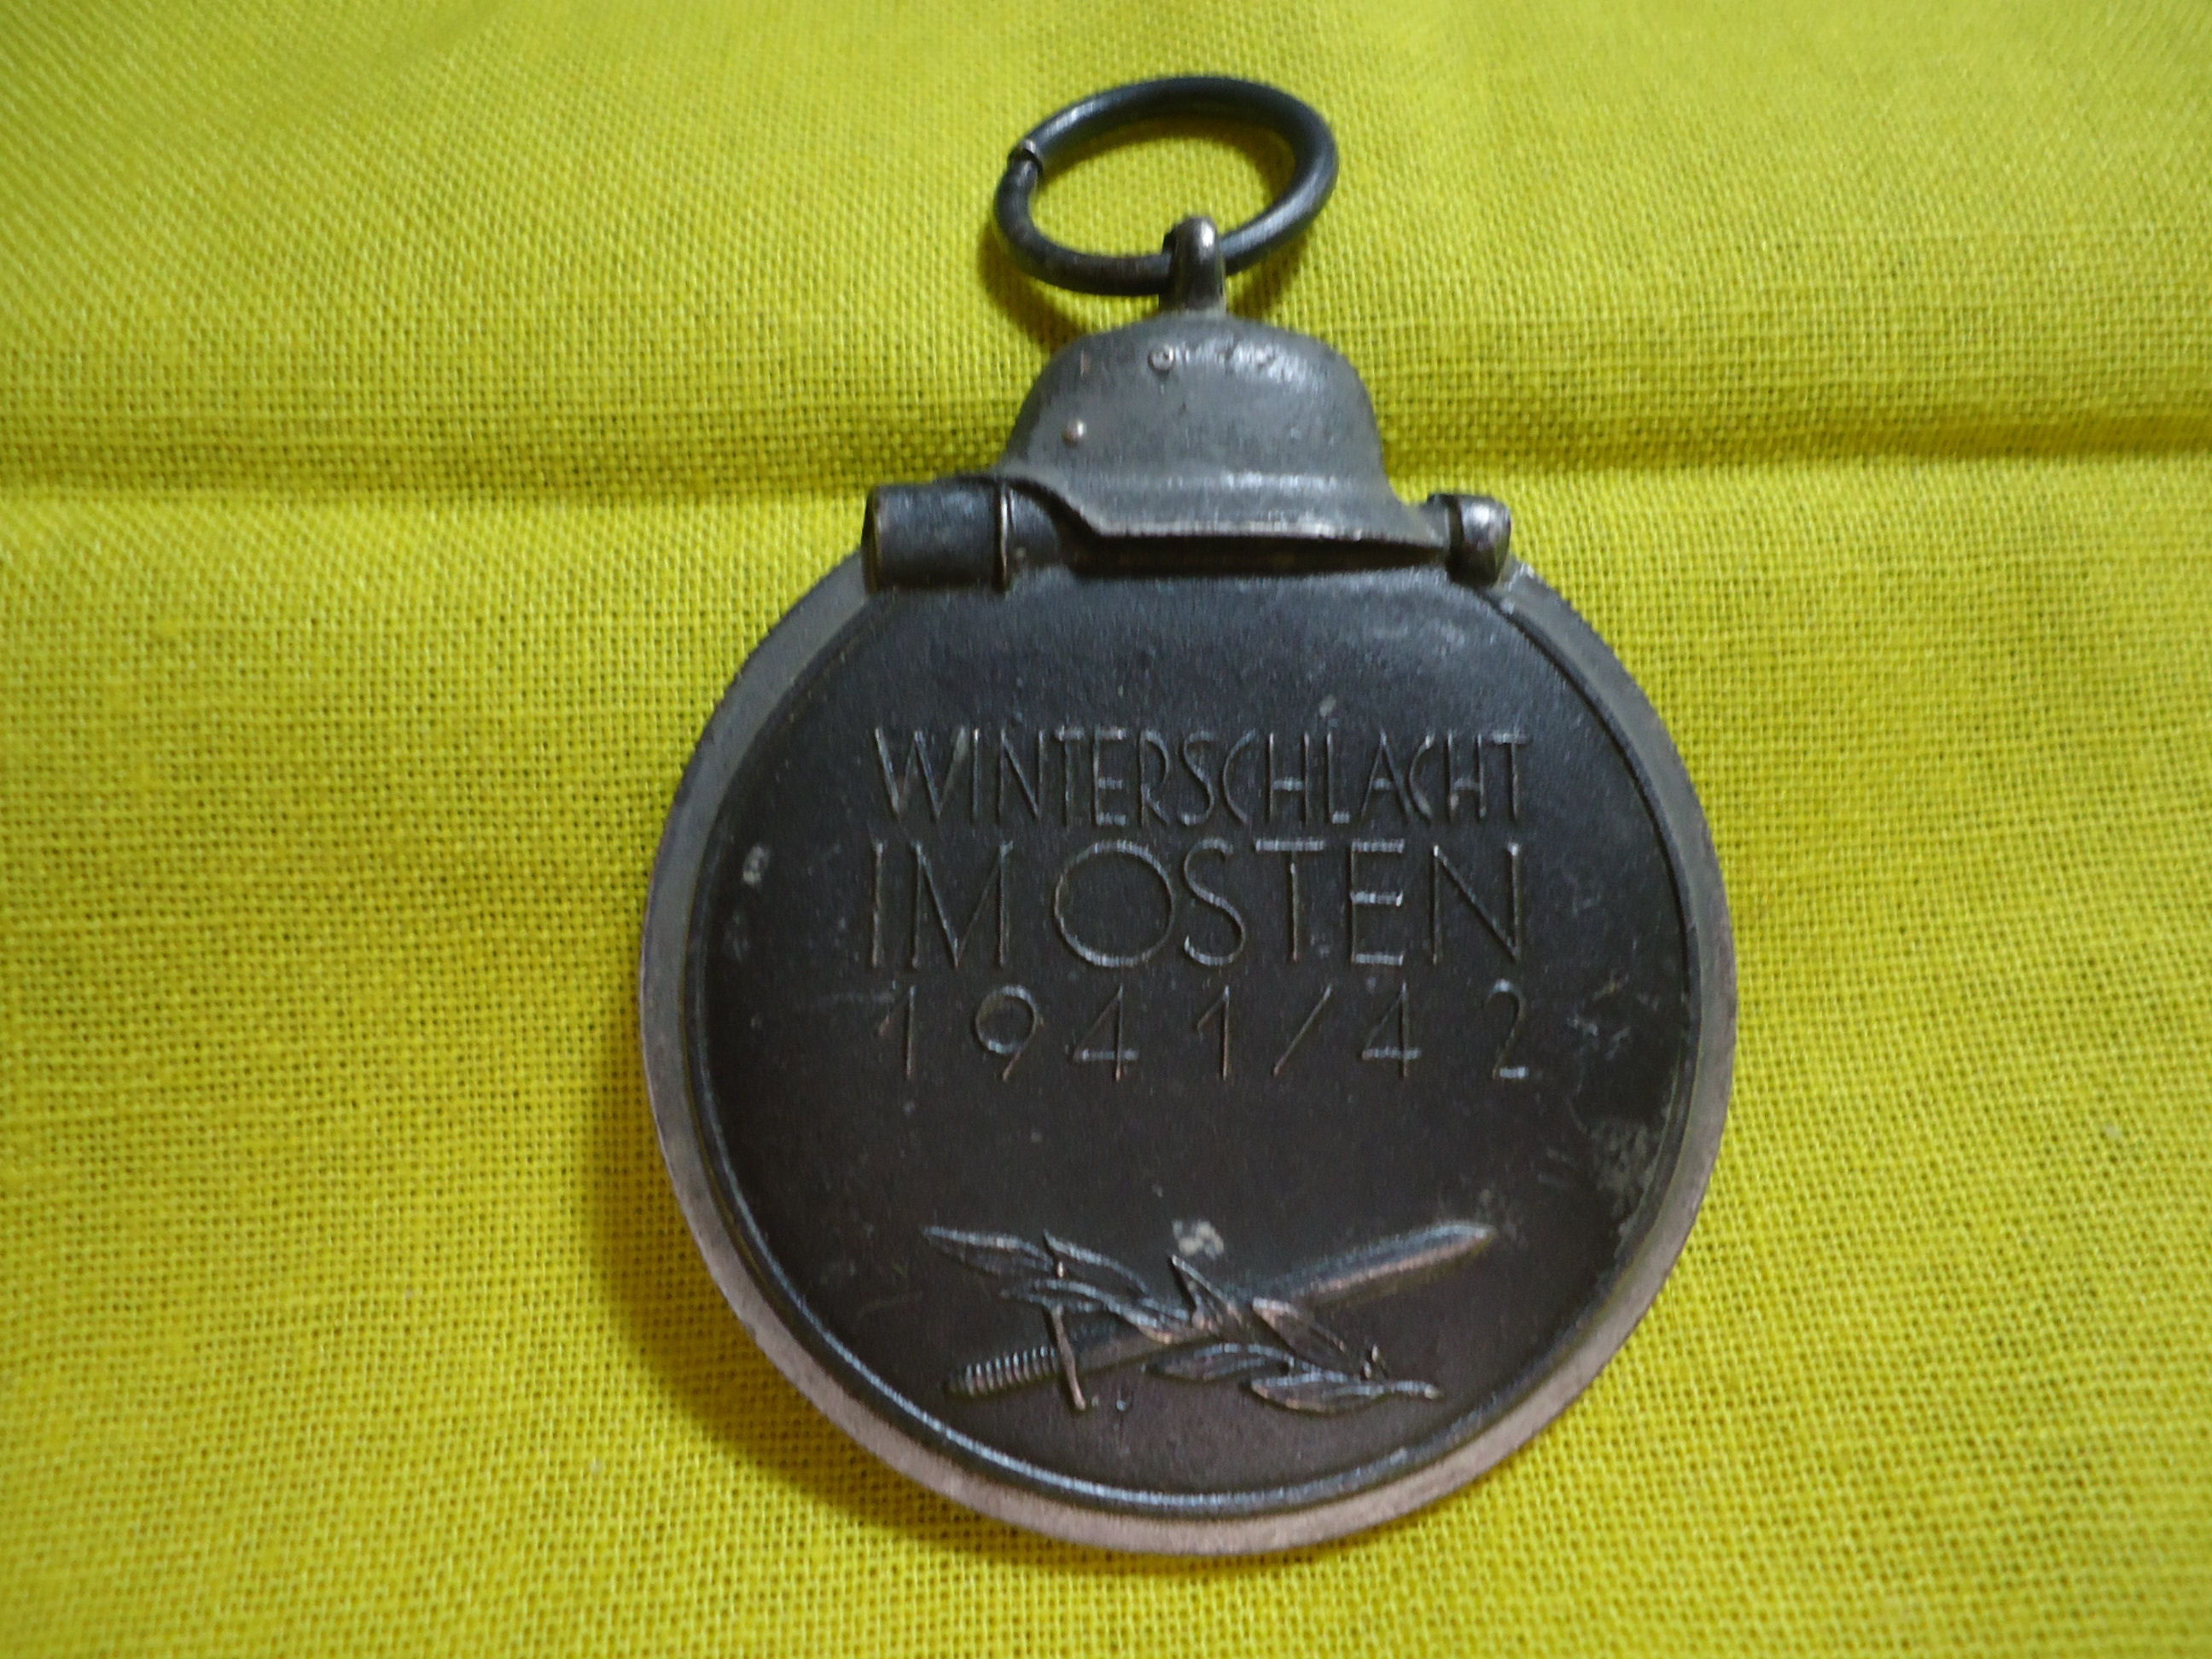 WINTERSCHLACHT
IM OSTEN
1941/42